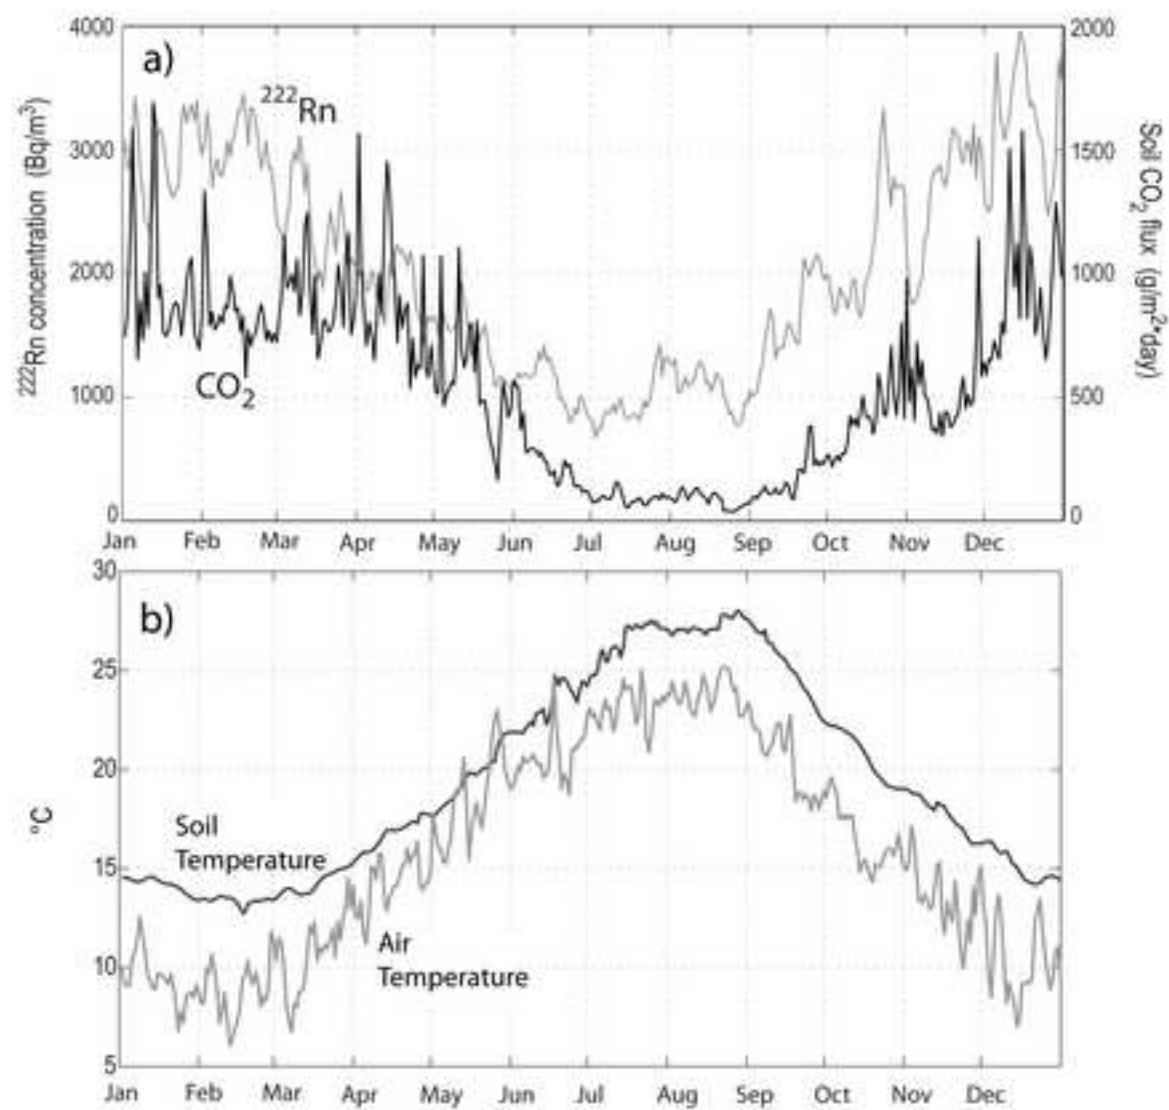 a)
4000
3000
2000
1000
0
²²²Rn concentration (Bq/m³)
²²²Rn
CO₂
2000
1500
1000
500
0
Soil CO₂ flux (g/m²*day)
Jan Feb Mar Apr May Jun Jul Aug Sep Oct Nov Dec
b)
30
25
20
15
10
5
°C
Soil
Temperature
Air
Temperature
Jan Feb Mar Apr May Jun Jul Aug Sep Oct Nov Dec